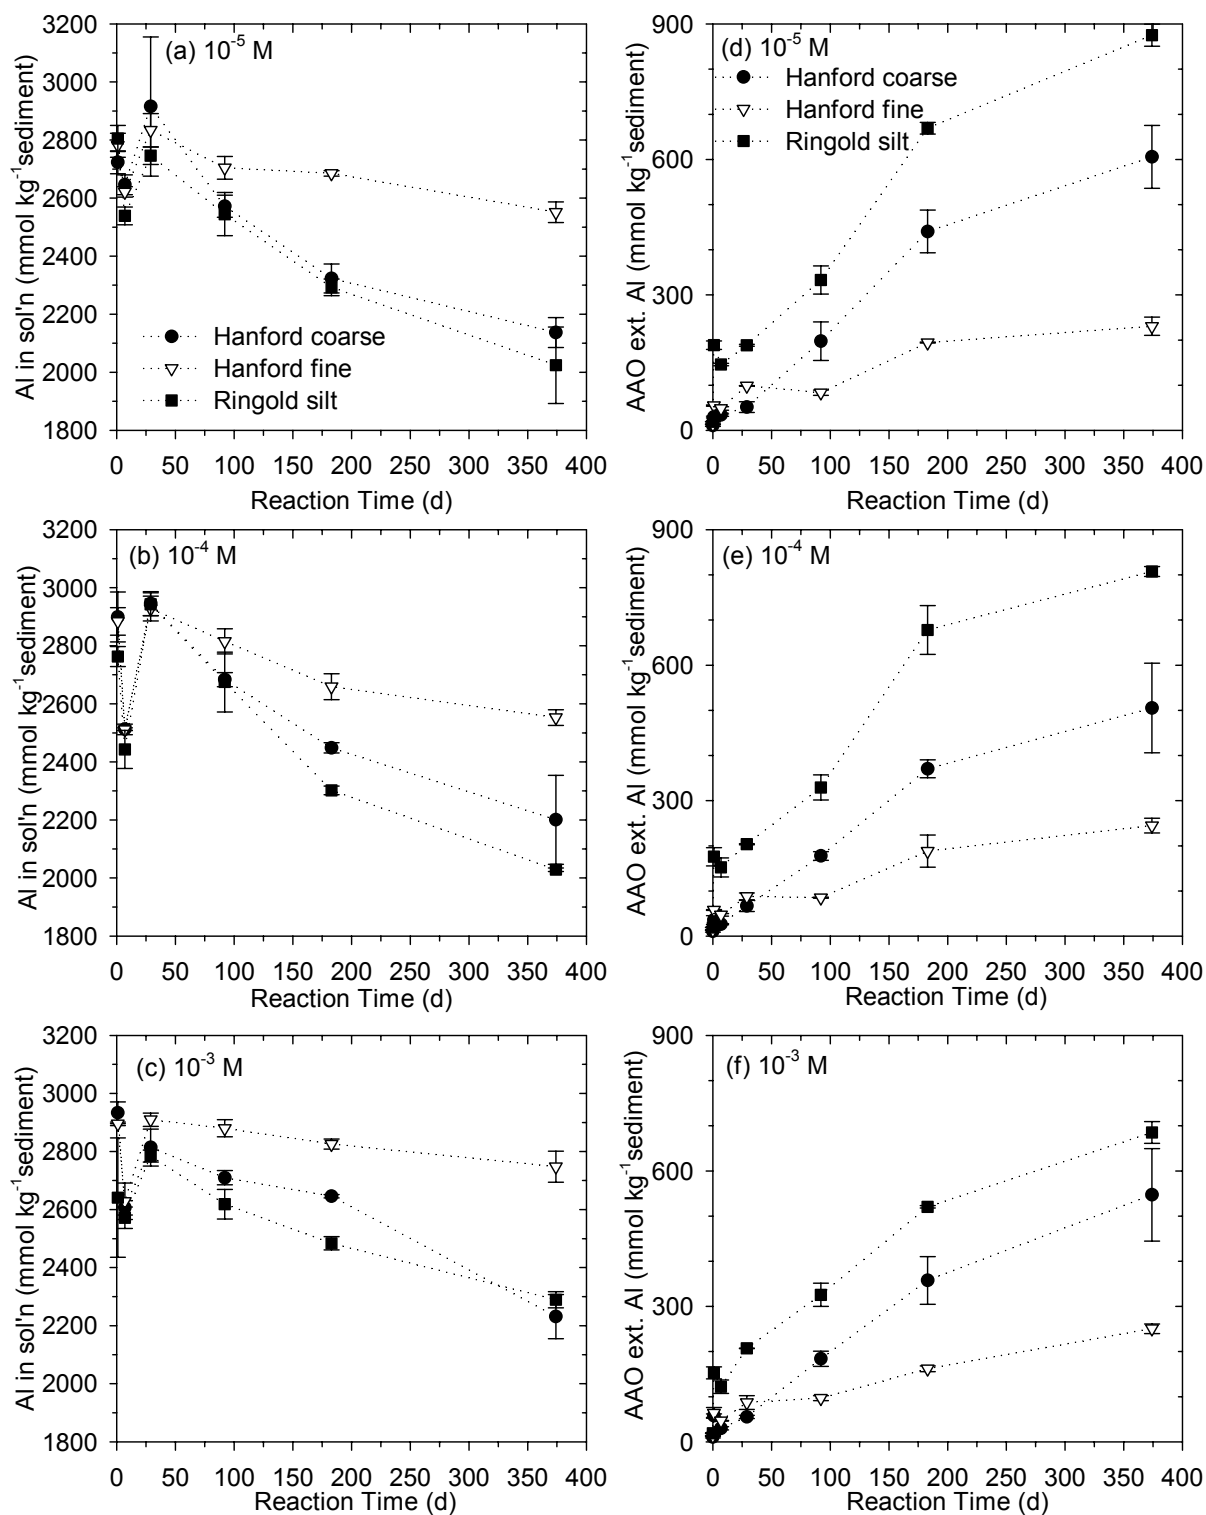 3200
3000
2800
2600
2400
2200
2000
1800
Al in sol'n (mmol kg⁻¹sediment)
(a) 10⁻⁵ M
Hanford coarse
Hanford fine
Ringold silt
0 50 100 150 200 250 300 350 400
Reaction Time (d)
900
600
300
0
AAO ext. Al (mmol kg⁻¹sediment)
(d) 10⁻⁵ M
Hanford coarse
Hanford fine
Ringold silt
0 50 100 150 200 250 300 350 400
Reaction Time (d)
3200
3000
2800
2600
2400
2200
2000
1800
Al in sol'n (mmol kg⁻¹sediment)
(b) 10⁻⁴ M
0 50 100 150 200 250 300 350 400
Reaction Time (d)
900
600
300
0
AAO ext. Al (mmol kg⁻¹sediment)
(e) 10⁻⁴ M
0 50 100 150 200 250 300 350 400
Reaction Time (d)
3200
3000
2800
2600
2400
2200
2000
1800
Al in sol'n (mmol kg⁻¹sediment)
(c) 10⁻³ M
0 50 100 150 200 250 300 350 400
Reaction Time (d)
900
600
300
0
AAO ext. Al (mmol kg⁻¹sediment)
(f) 10⁻³ M
0 50 100 150 200 250 300 350 400
Reaction Time (d)